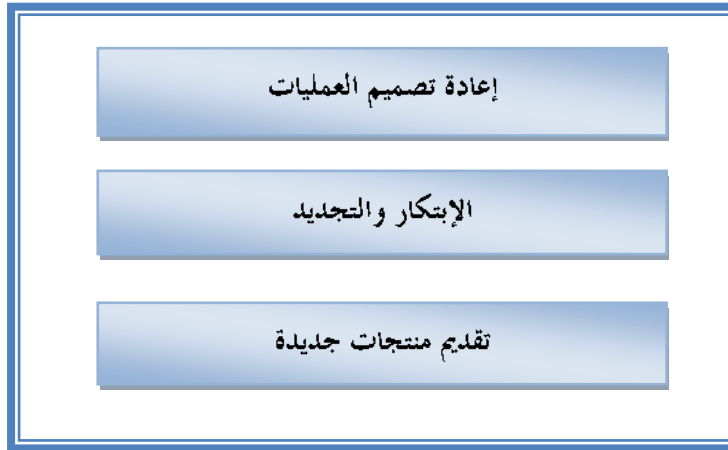 إعادة تصميم العمليات
الإبتكار والتجديد
تقديم منتجات جديدة